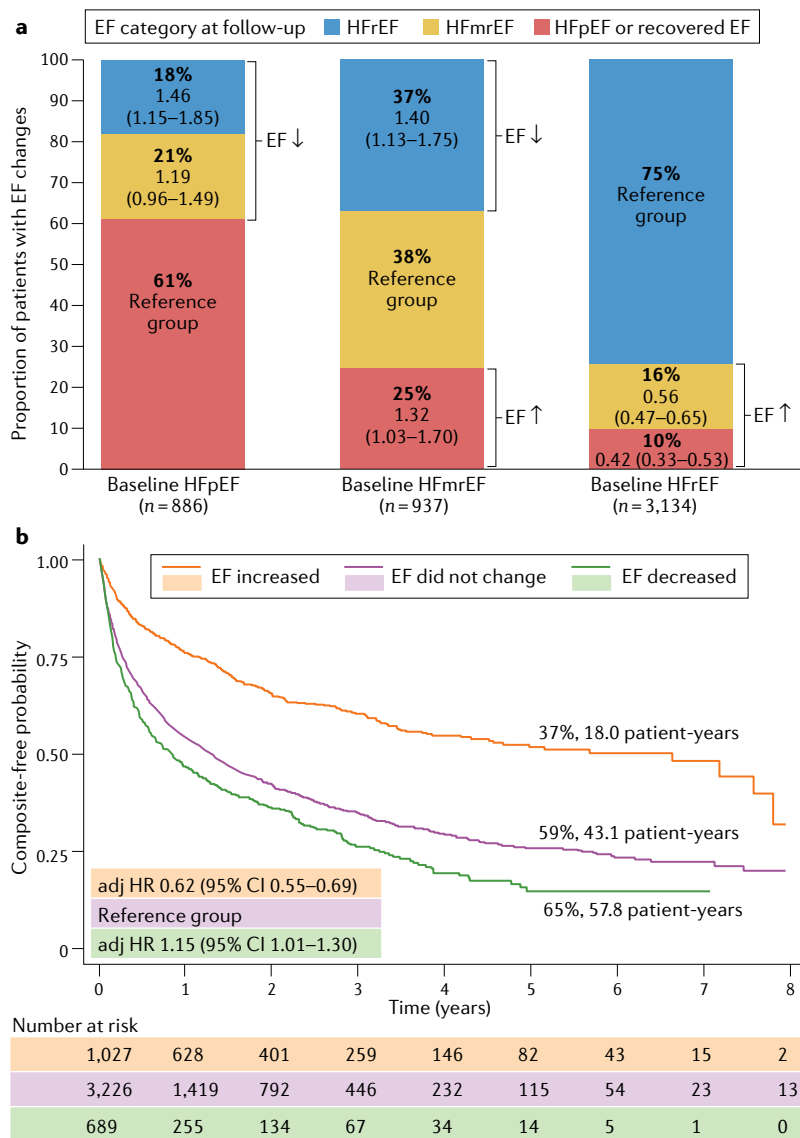 a
EF category at follow-up HFrEF HFmrEF HFpEF or recovered EF
Proportion of patients with EF changes
100
90
80
70
60
50
40
30
20
10
0
18%
1.46
(1.15–1.85)
21%
1.19
(0.96–1.49)
61%
Reference
group
EF ↓
37%
1.40
(1.13–1.75)
38%
Reference
group
25%
1.32
(1.03–1.70)
EF ↓
EF ↑
75%
Reference
group
16%
0.56
(0.47–0.65)
10%
0.42 (0.33–0.53)
EF ↑
Baseline HFpEF
(n = 886)
Baseline HFmrEF
(n = 937)
Baseline HFrEF
(n = 3,134)
b
EF increased EF did not change EF decreased
Composite-free probability
1.00
0.75
0.50
0.25
0
37%, 18.0 patient-years
59%, 43.1 patient-years
65%, 57.8 patient-years
adj HR 0.62 (95% CI 0.55–0.69)
Reference group
adj HR 1.15 (95% CI 1.01–1.30)
0 1 2 3 4 5 6 7 8
Time (years)
Number at risk
1,027 628 401 259 146 82 43 15 2
3,226 1,419 792 446 232 115 54 23 13
689 255 134 67 34 14 5 1 0